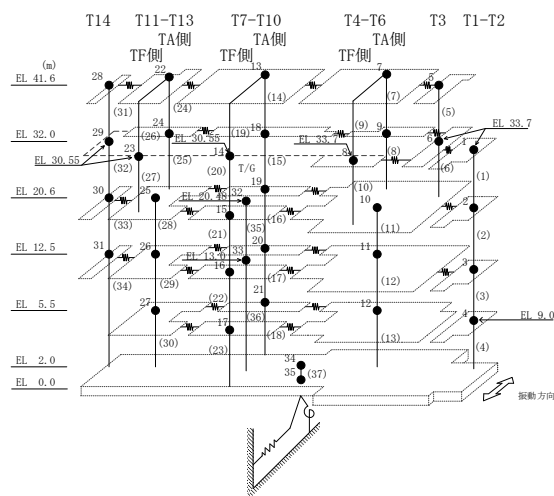 T14 T11−T13 T7−T10 T4−T6 T3 T1−T2
TA側 TA側 TA側
TF側 TF側 TF側
(m)
EL 41.6
EL 32.0
EL 30.55
EL 20.6
EL 12.5
EL 5.5
EL 2.0
EL 0.0
28 22 13 7 5
(31) (24) (14) (7) (5)
29 24 18 9 6 1
(26) (19) (9) EL 33.7
EL 30.55 EL 33.7
23 14 8 (8) (6)
(32) (25) (20) (15) (1)
(27) T/G (10)
30 25 EL 20.48 32 19 10 2
15
(33) (28) (35) (16) (11) (2)
(21)
31 26 EL 13.0 33 20 11 3
16
(34) (29) (17) (12) (3)
27 (22) 21 12 4 EL 9.0
17 (36)
(30) (23) (18) (13) (4)
34
35 (37)
振動方向